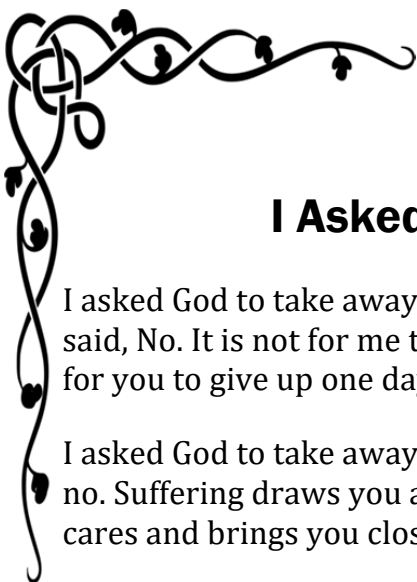 I Asked
I asked God to take away
said, No. It is not for me t
for you to give up one day
I asked God to take away
no. Suffering draws you a
cares and brings you clos